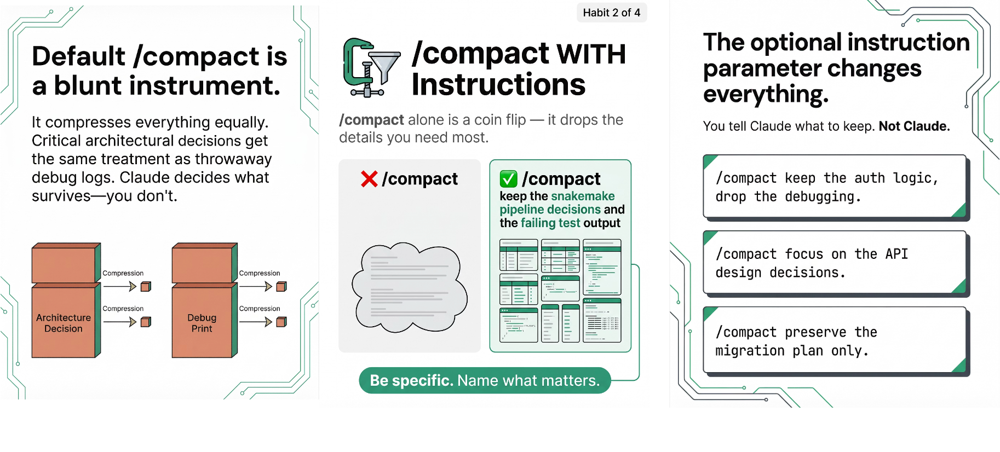 Default /compact is
a blunt instrument.
It compresses everything equally.
Critical architectural decisions get
the same treatment as throwaway
debug logs. Claude decides what
survives—you don't.
Compression
Compression
Architecture
Decision
Compression
Compression
Debug
Print
Habit 2 of 4
/compact WITH
Instructions
/compact alone is a coin flip — it drops the
details you need most.
❌ /compact
✅ /compact
keep the snakemake
pipeline decisions and
the failing test output
Be specific. Name what matters.
The optional instruction
parameter changes
everything.
You tell Claude what to keep. Not Claude.
/compact keep the auth logic,
drop the debugging.
/compact focus on the API
design decisions.
/compact preserve the
migration plan only.